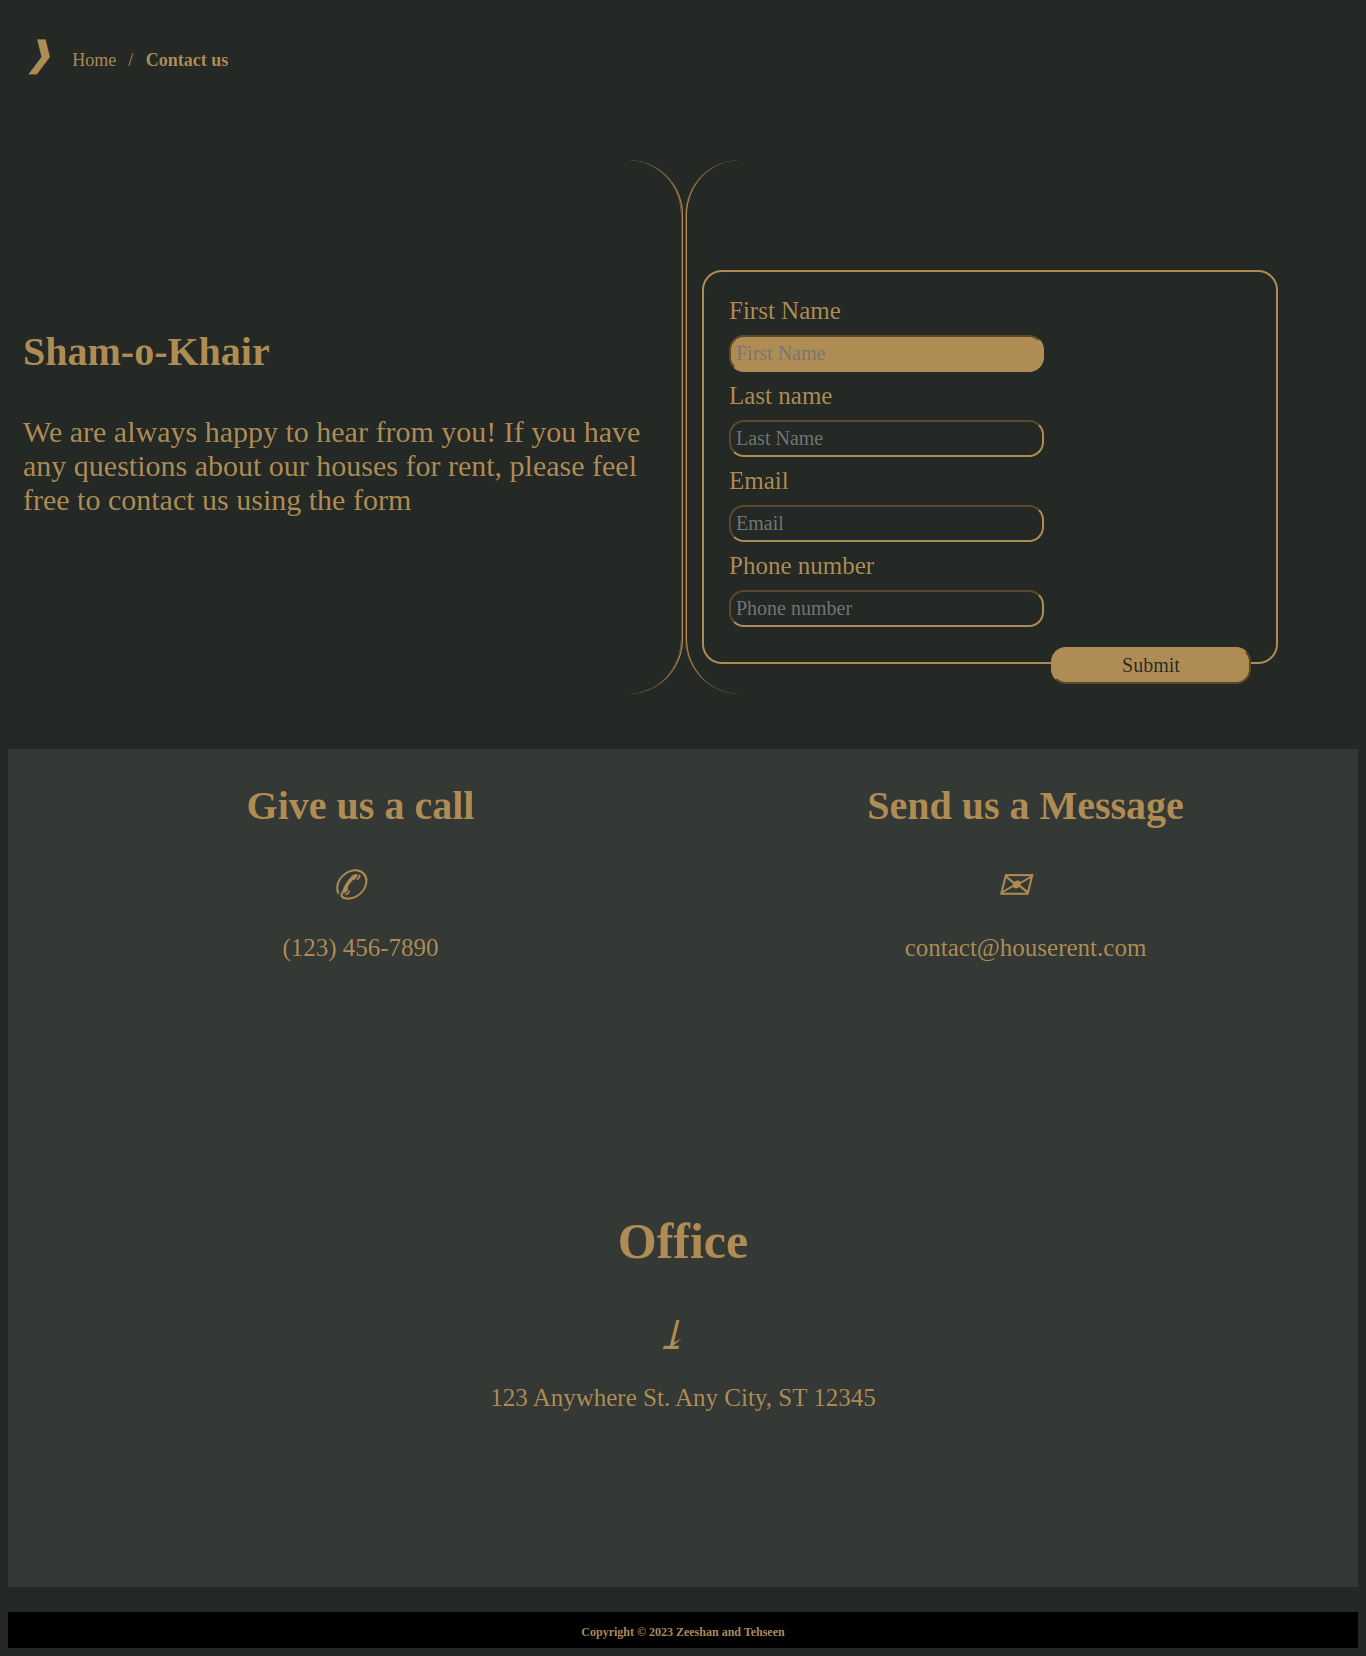 ❱ Home / Contact us
Sham-o-Khair
We are always happy to hear from you! If you have
any questions about our houses for rent, please feel
free to contact us using the form
First Name
First Name
Last name
Last Name
Email
Email
Phone number
Phone number
Submit
Give us a call
✆
(123) 456-7890
Send us a Message
✉
contact@houserent.com
Office
123 Anywhere St. Any City, ST 12345
Copyright © 2023 Zeeshan and Tehseen